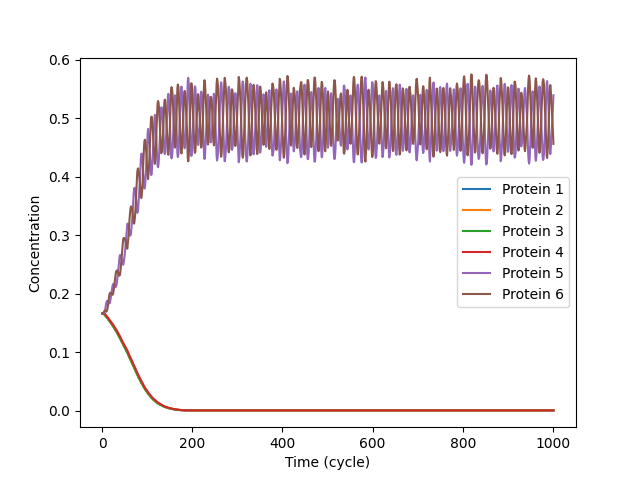 0.6
0.5
0.4
0.3
0.2
0.1
0.0
Concentration
Protein 1
Protein 2
Protein 3
Protein 4
Protein 5
Protein 6
0 200 400 600 800 1000
Time (cycle)